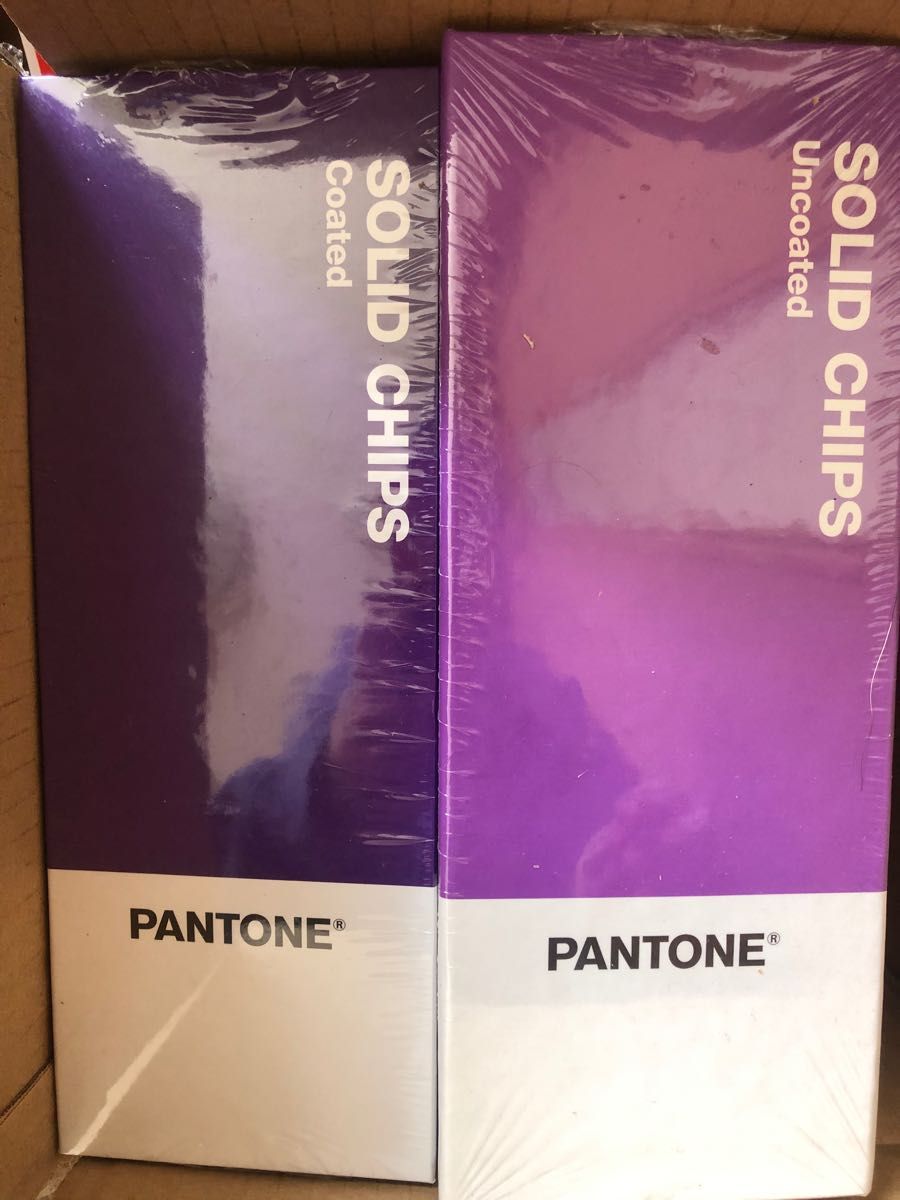 SOLID CHIPS
Coated
PANTONE®
SOLID CHIPS
Uncoated
PANTONE®